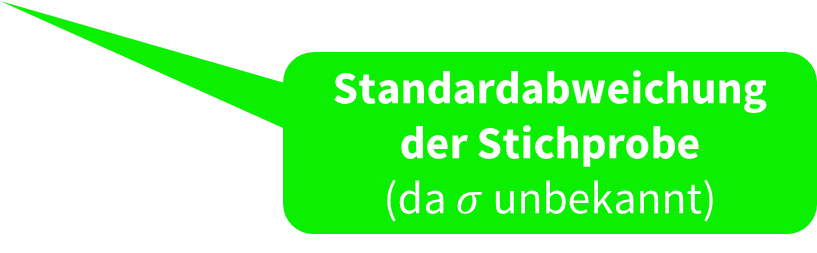 Standardabweichung
der Stichprobe
(da σ unbekannt)